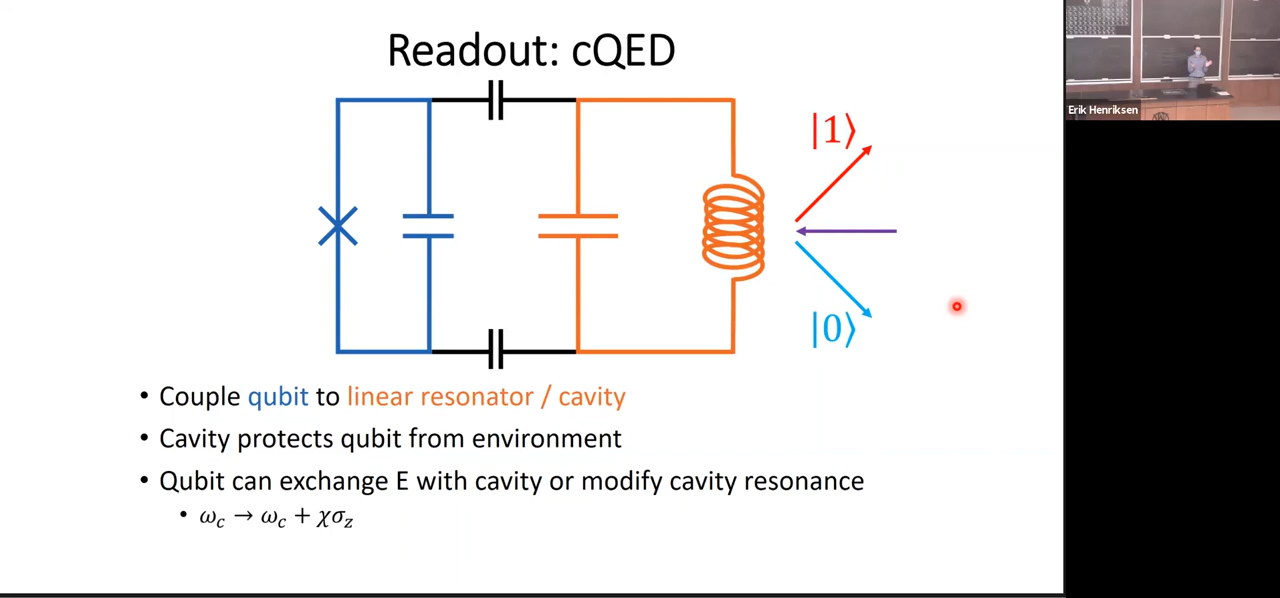 Readout: cQED
Erik Henriksen
|1⟩
|0⟩
• Couple qubit to linear resonator / cavity
• Cavity protects qubit from environment
• Qubit can exchange E with cavity or modify cavity resonance
• ω_c → ω_c + χσ_z